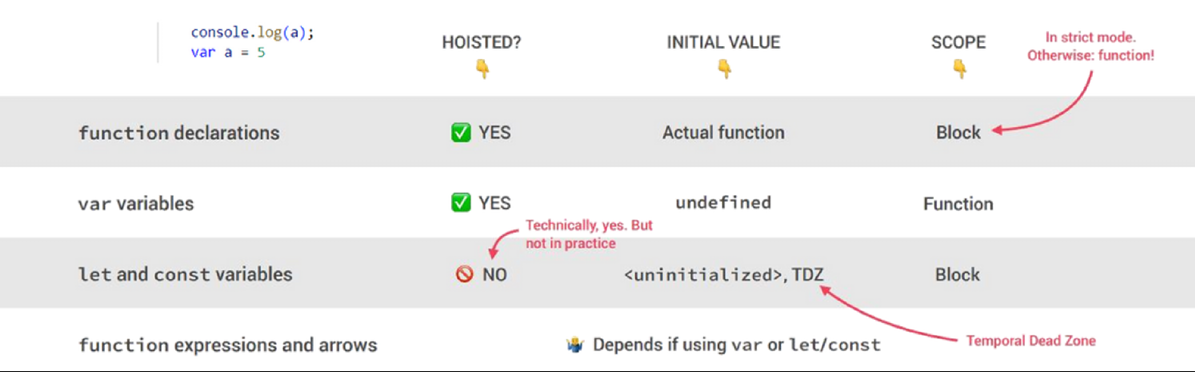 console.log(a);
var a = 5
HOISTED?
INITIAL VALUE
SCOPE
In strict mode.
Otherwise: function!
function declarations
YES
Actual function
Block
var variables
YES
undefined
Function
Technically, yes. But
not in practice
let and const variables
NO
<uninitialized>, TDZ
Block
function expressions and arrows
Depends if using var or let/const
Temporal Dead Zone